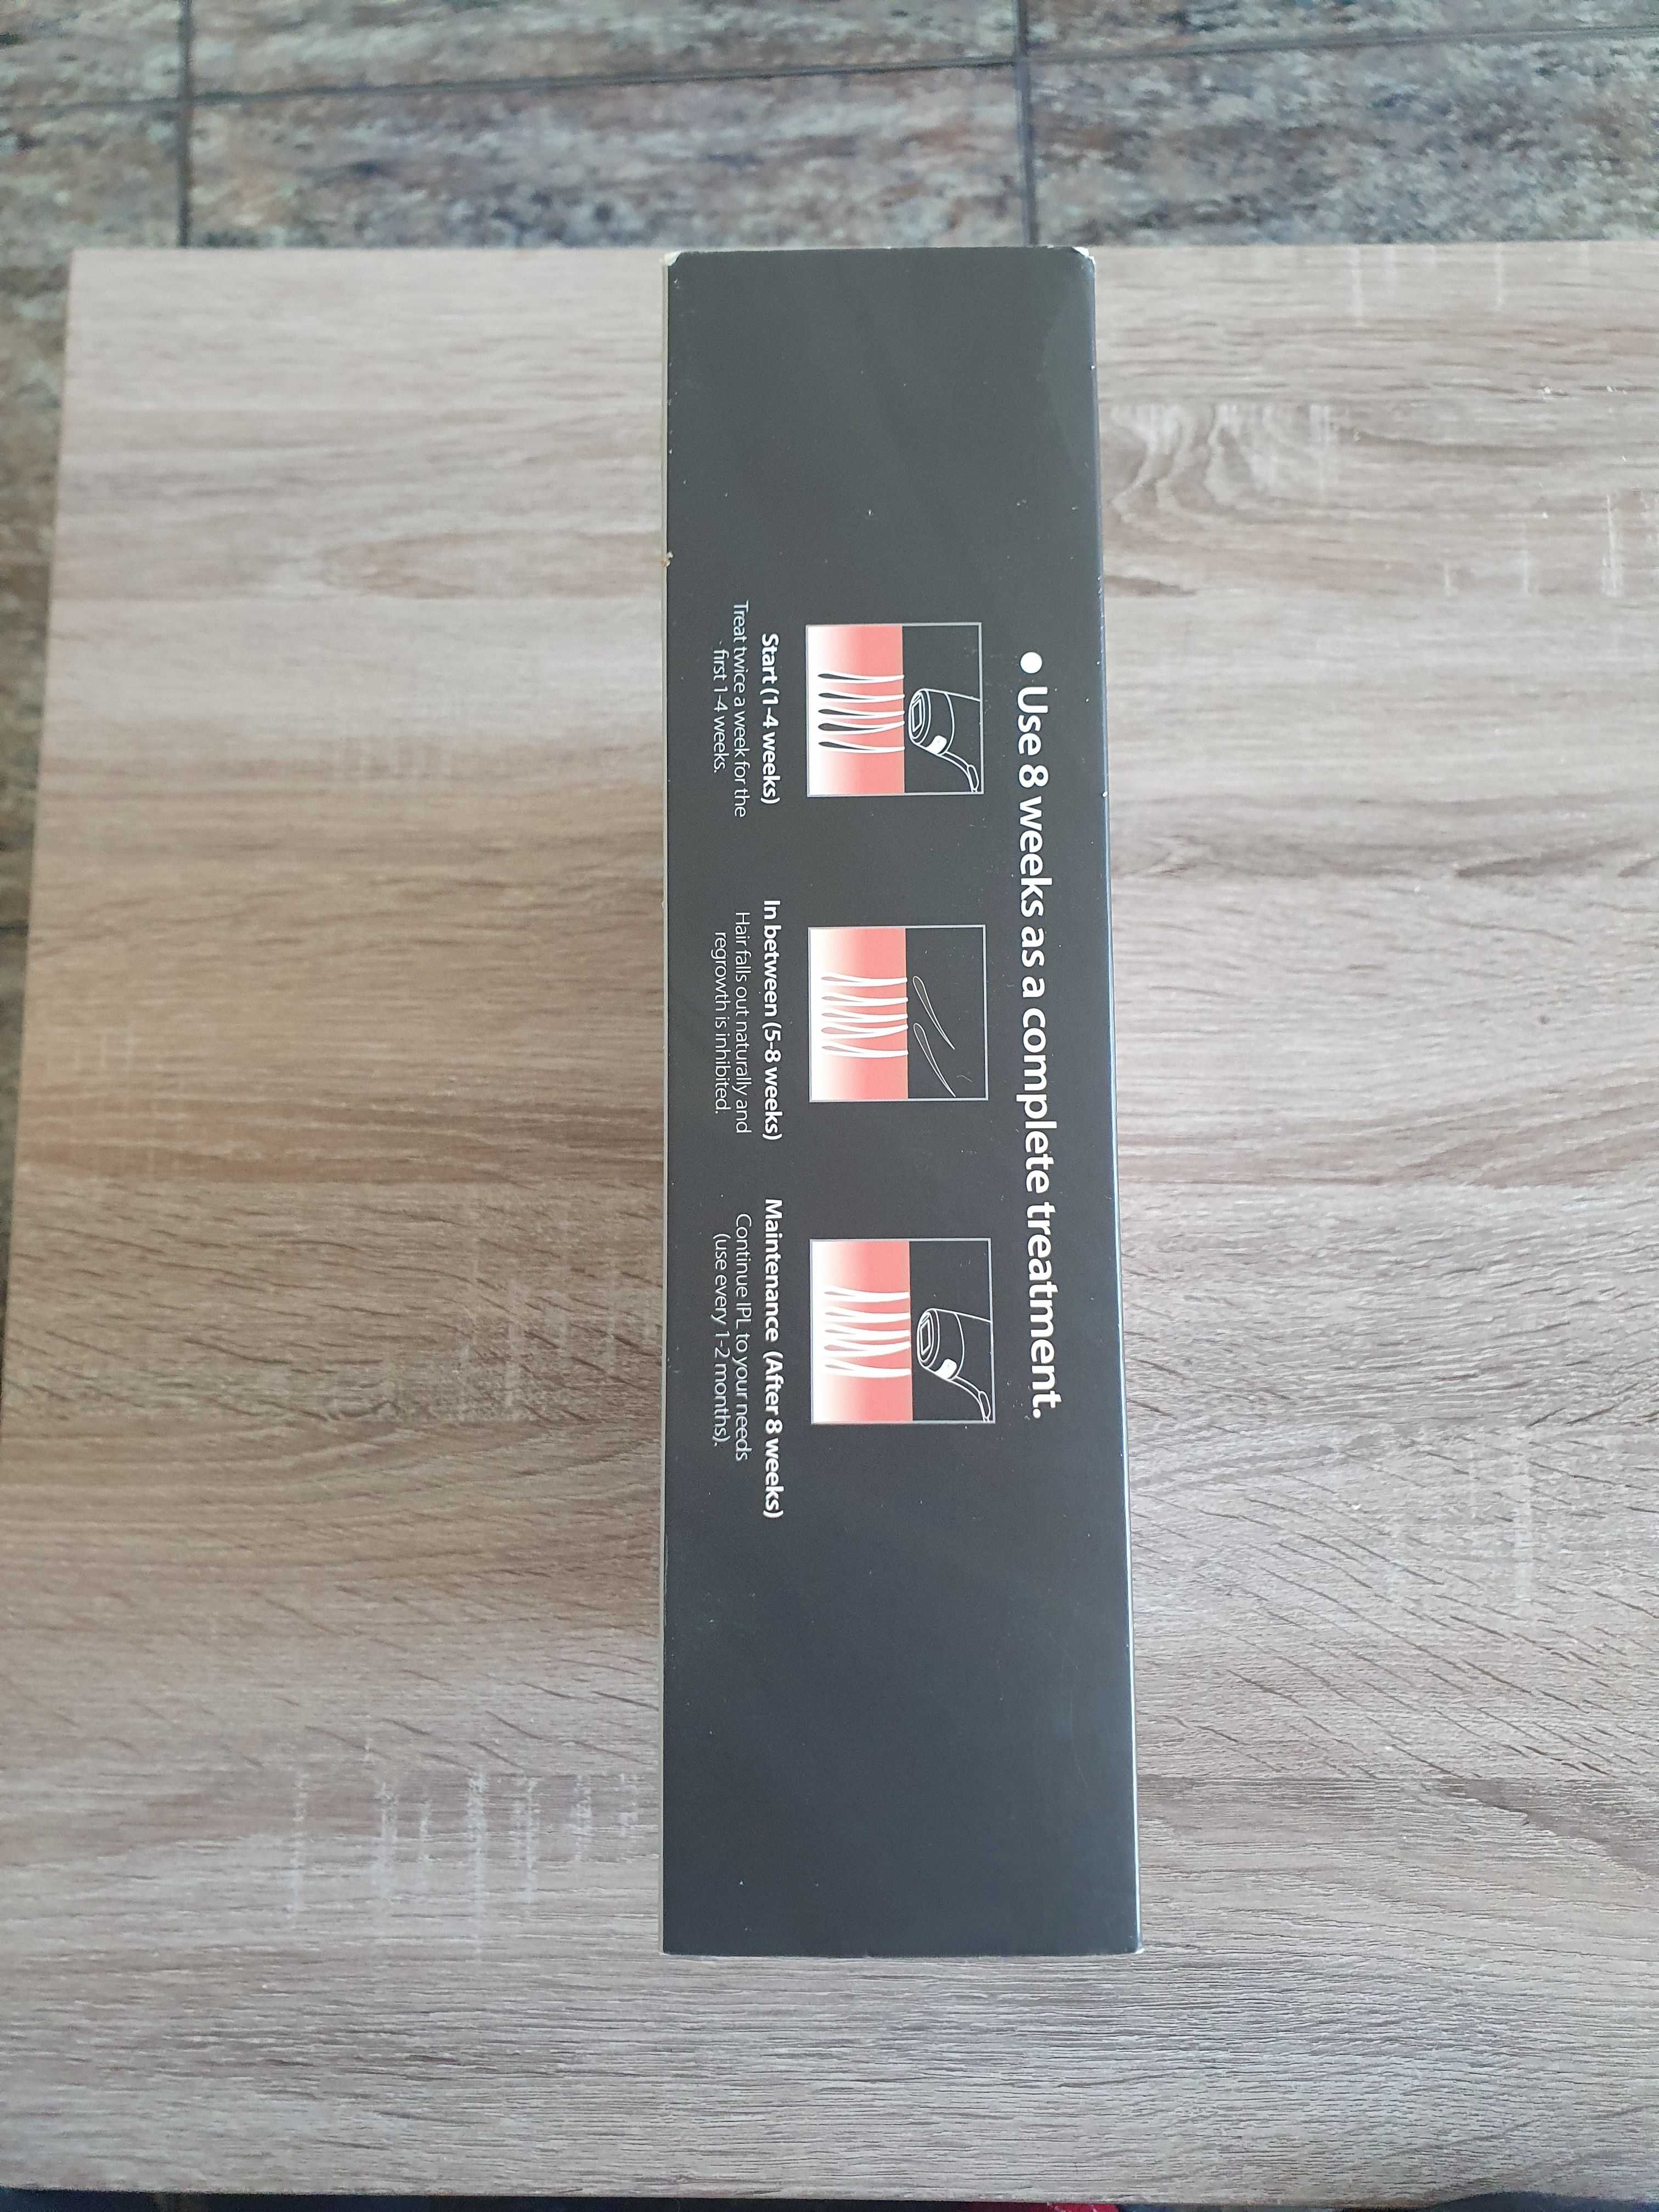 ● Use 8 weeks as a complete treatment.
Start (1-4 weeks)
Treat twice a week for the
first 1-4 weeks.
In between (5-8 weeks)
Hair falls out naturally and
regrowth is inhibited.
Maintenance (After 8 weeks)
Continue IPL to your needs
(use every 1-2 months).